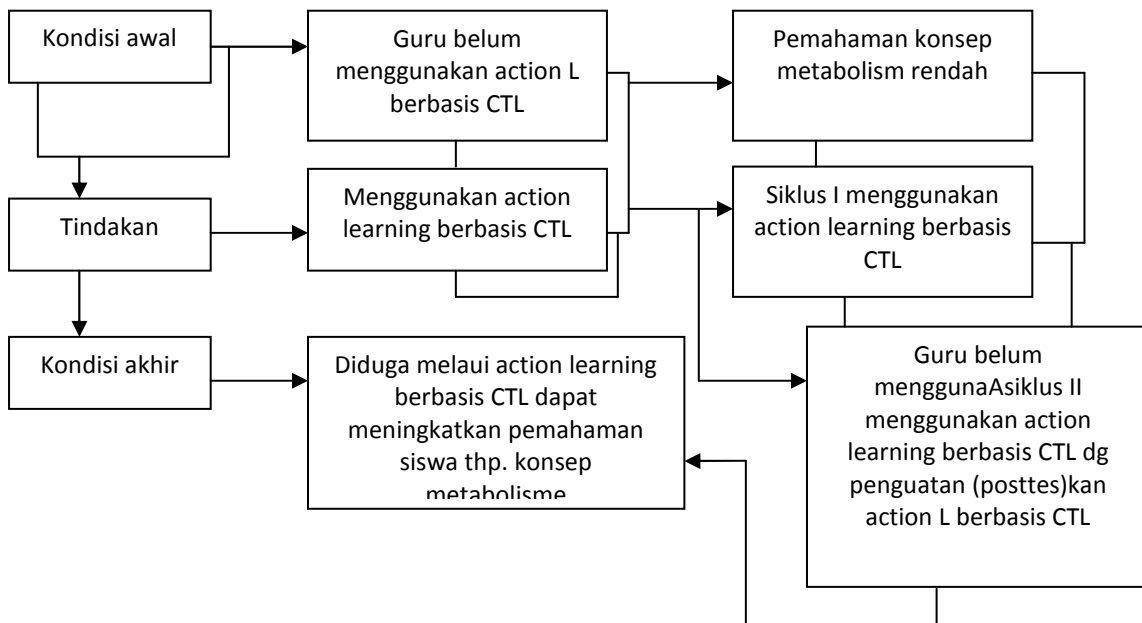 Kondisi awal
Guru belum
menggunakan action L
berbasis CTL
Pemahaman konsep
metabolism rendah
Tindakan
Menggunakan action
learning berbasis CTL
Siklus I menggunakan
action learning berbasis
CTL
Kondisi akhir
Diduga melaui action learning
berbasis CTL dapat
meningkatkan pemahaman
siswa thp. konsep
metabolisme
Guru belum
menggunaAsiklus II
menggunakan action
learning berbasis CTL dg
penguatan (posttes)kan
action L berbasis CTL